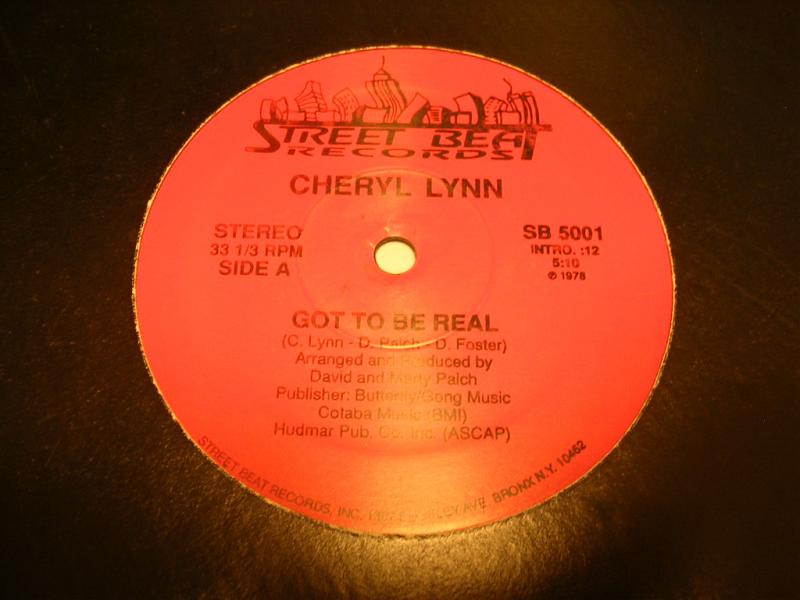 STREET BEAT
RECORDS
CHERYL LYNN
STEREO
33 1/3 RPM
SIDE A
SB 5001
INTRO. :12
5:10
℗ 1978
GOT TO BE REAL
(C. Lynn - D. Paich - D. Foster)
Arranged and Produced by
David and Marty Paich
Publisher: Butterfly/Gong Music
Cotaba Music (BMI)
Hudmar Pub. Co. Inc. (ASCAP)
STREET BEAT RECORDS, INC. AVE BRONX N.Y. 10462